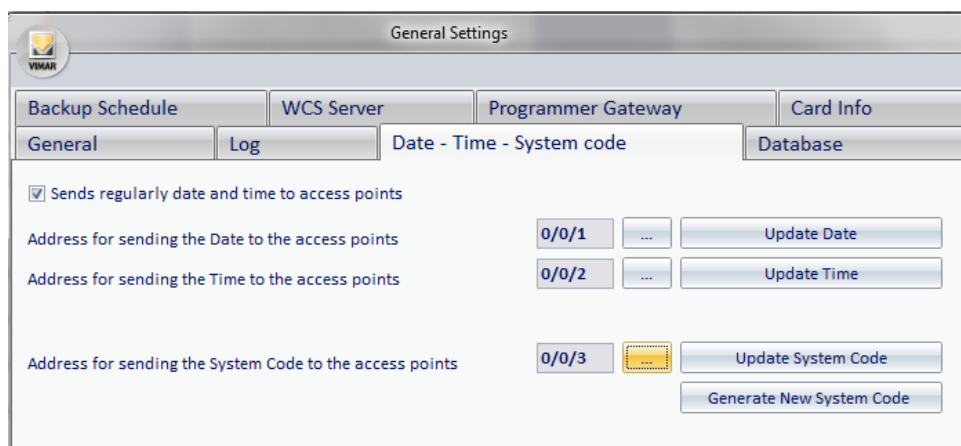 General Settings
VIMAR
Backup Schedule WCS Server Programmer Gateway Card Info
General Log Date - Time - System code Database
Sends regularly date and time to access points
Address for sending the Date to the access points 0/0/1 ... Update Date
Address for sending the Time to the access points 0/0/2 ... Update Time
Address for sending the System Code to the access points 0/0/3 ... Update System Code
Generate New System Code